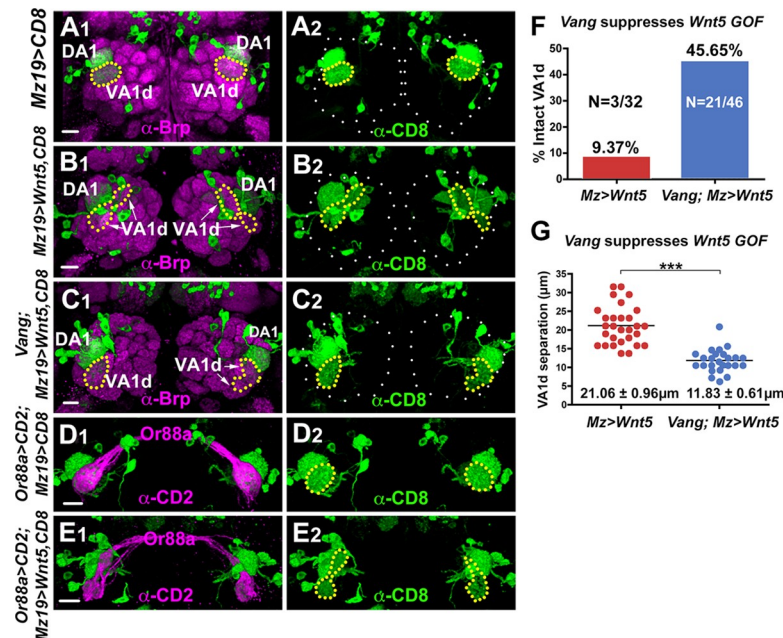 Mz19>CD8
A1
DA1
DA1
VA1d
VA1d
α-Brp
A2
α-CD8
Mz19>Wnt5,CD8
B1
DA1
DA1
VA1d
VA1d
α-Brp
B2
α-CD8
Vang;
Mz19>Wnt5,CD8
C1
DA1
DA1
VA1d
VA1d
α-Brp
C2
α-CD8
Or88a>CD2;
Mz19>CD8
D1
Or88a
α-CD2
D2
α-CD8
Or88a>CD2;
Mz19>Wnt5,CD8
E1
Or88a
α-CD2
E2
α-CD8
F
Vang suppresses Wnt5 GOF
% Intact VA1d
50
40
30
20
10
0
N=3/32
9.37%
45.65%
N=21/46
Mz>Wnt5
Vang; Mz>Wnt5
G
Vang suppresses Wnt5 GOF
VA1d separation (µm)
35
30
25
20
15
10
5
0
***
21.06 ± 0.96µm
11.83 ± 0.61µm
Mz>Wnt5
Vang; Mz>Wnt5